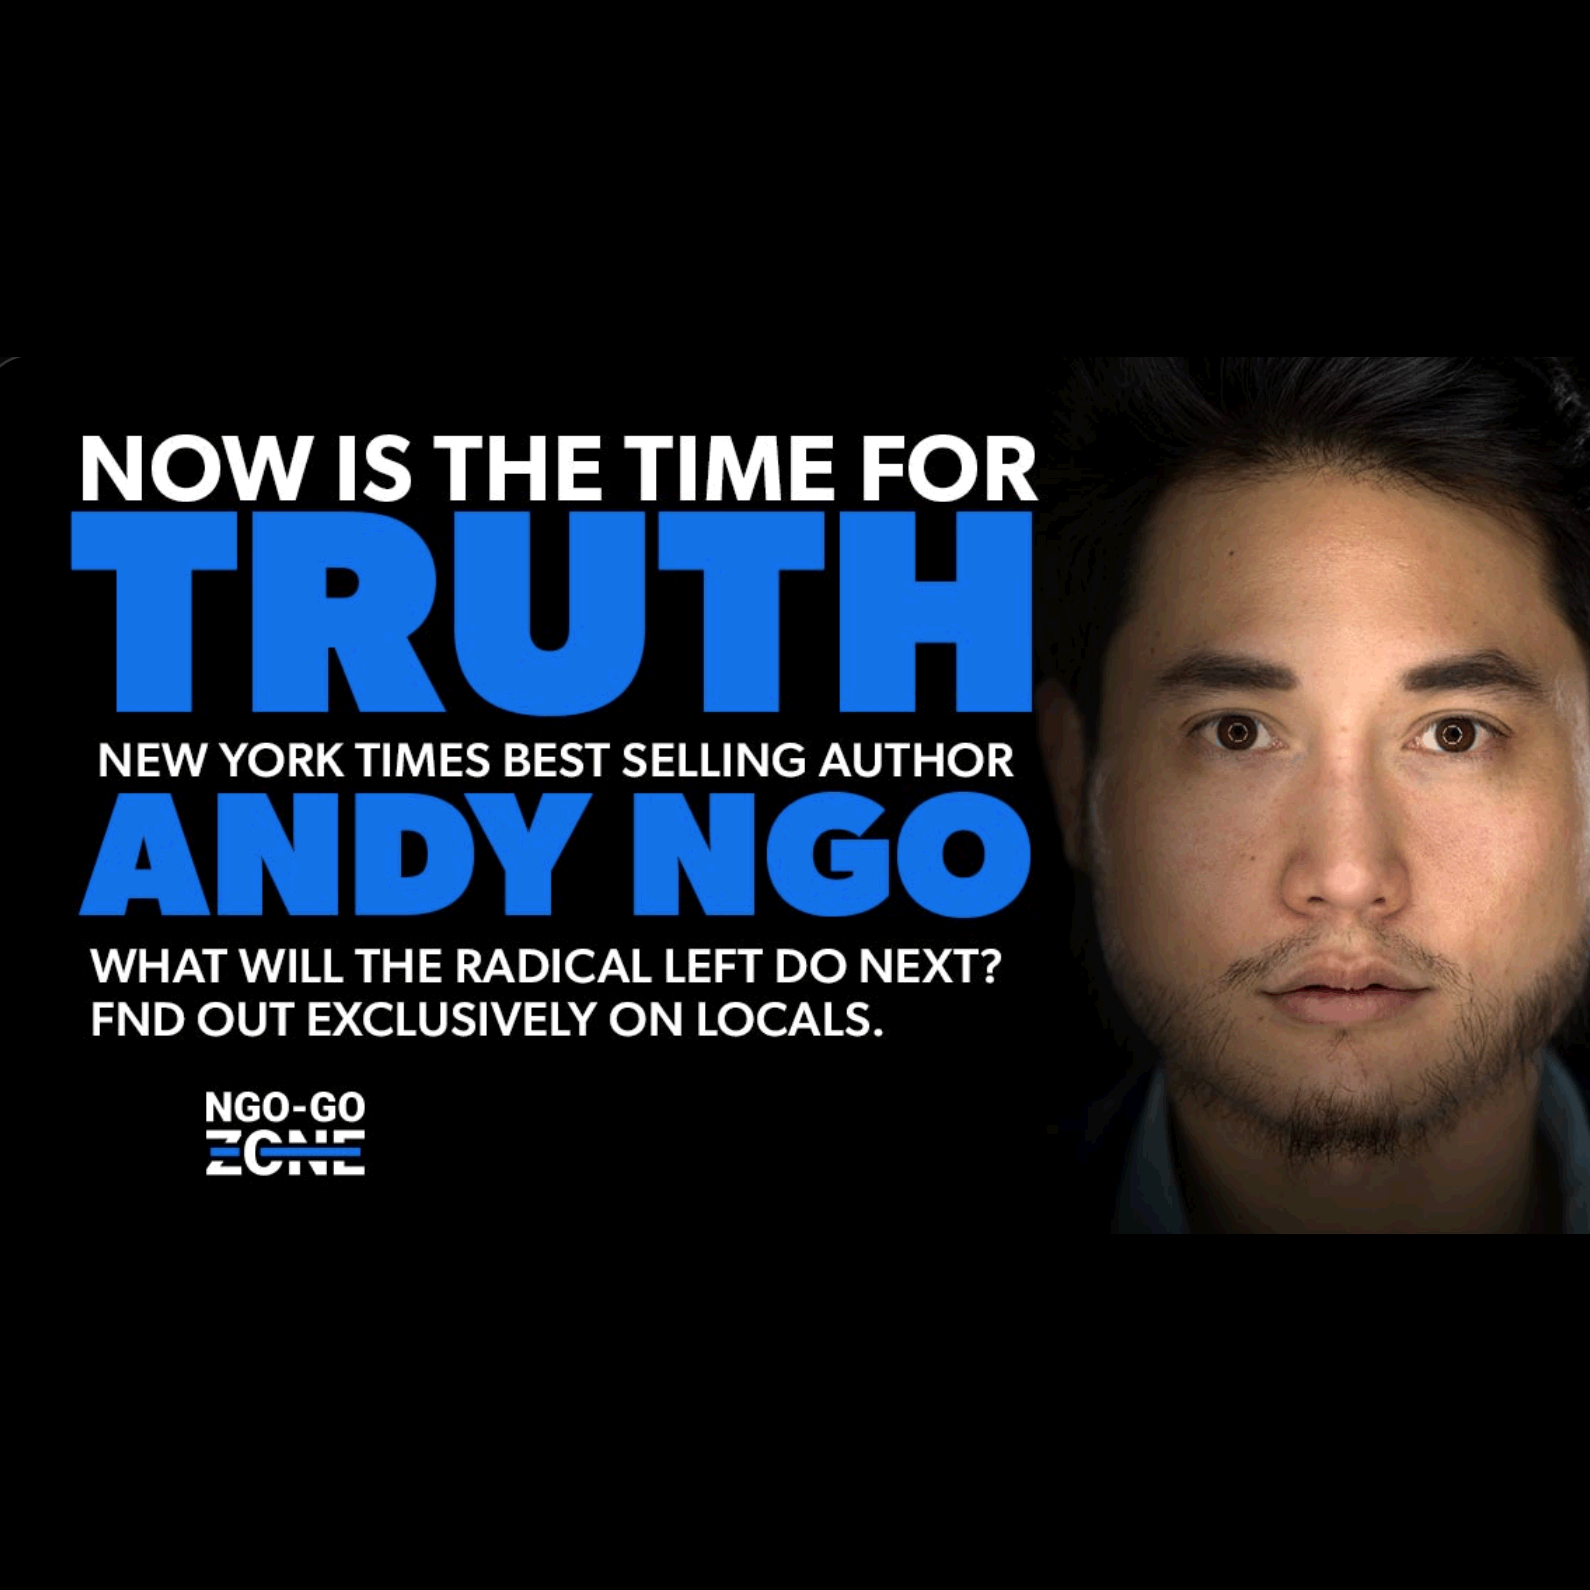 NOW IS THE TIME FOR
TRUTH
NEW YORK TIMES BEST SELLING AUTHOR
ANDY NGO
WHAT WILL THE RADICAL LEFT DO NEXT?
FND OUT EXCLUSIVELY ON LOCALS.
NGO-GO
ZONE